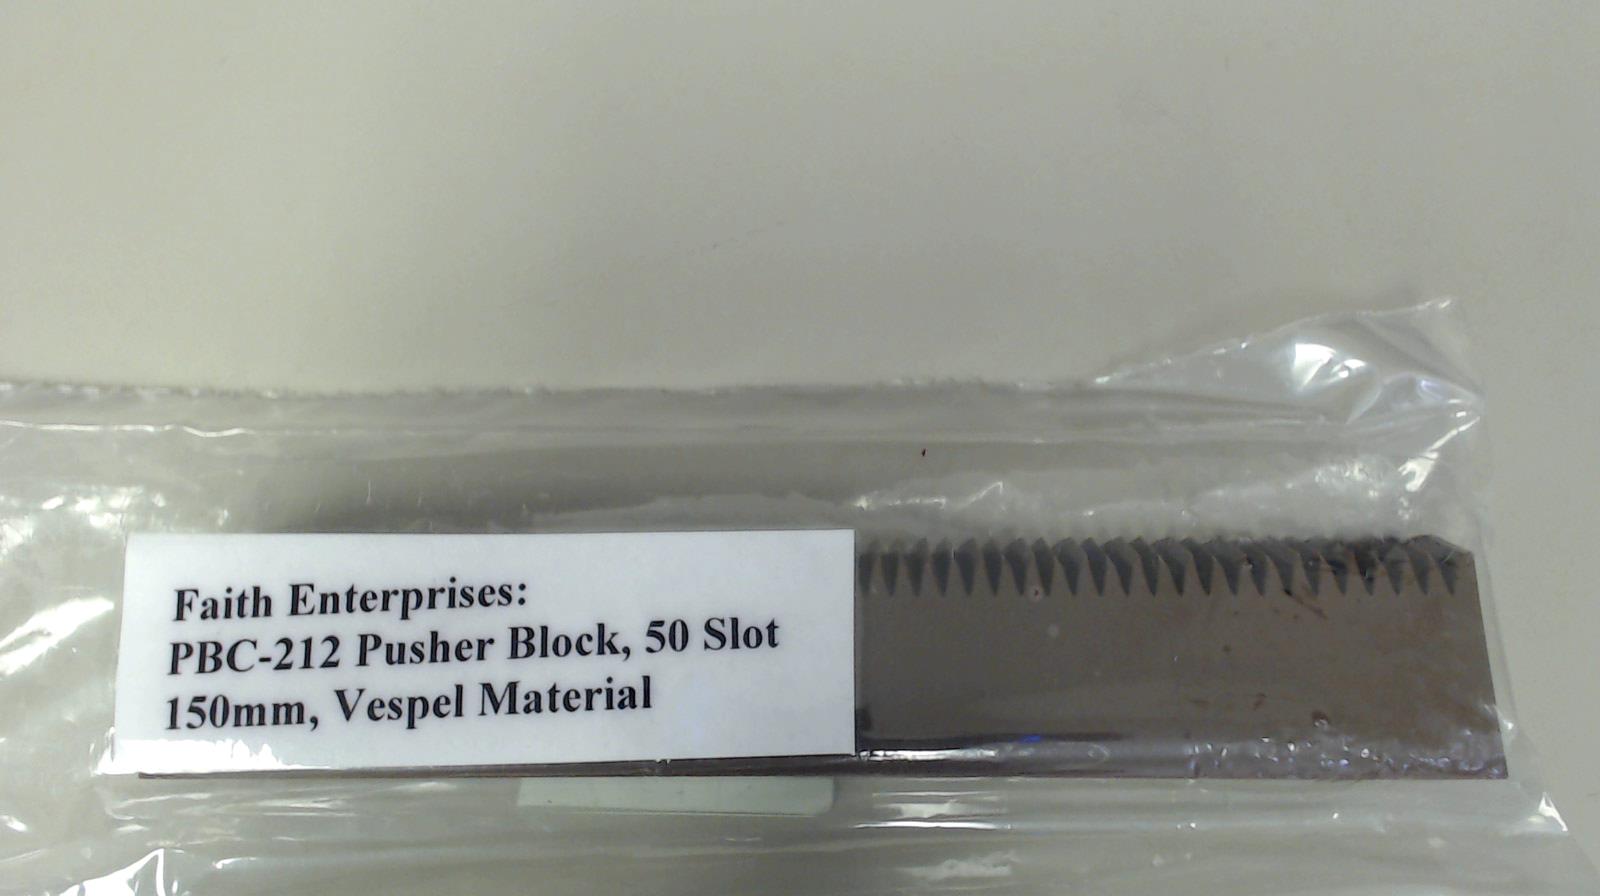 Faith Enterprises:
PBC-212 Pusher Block, 50 Slot
150mm, Vespel Material